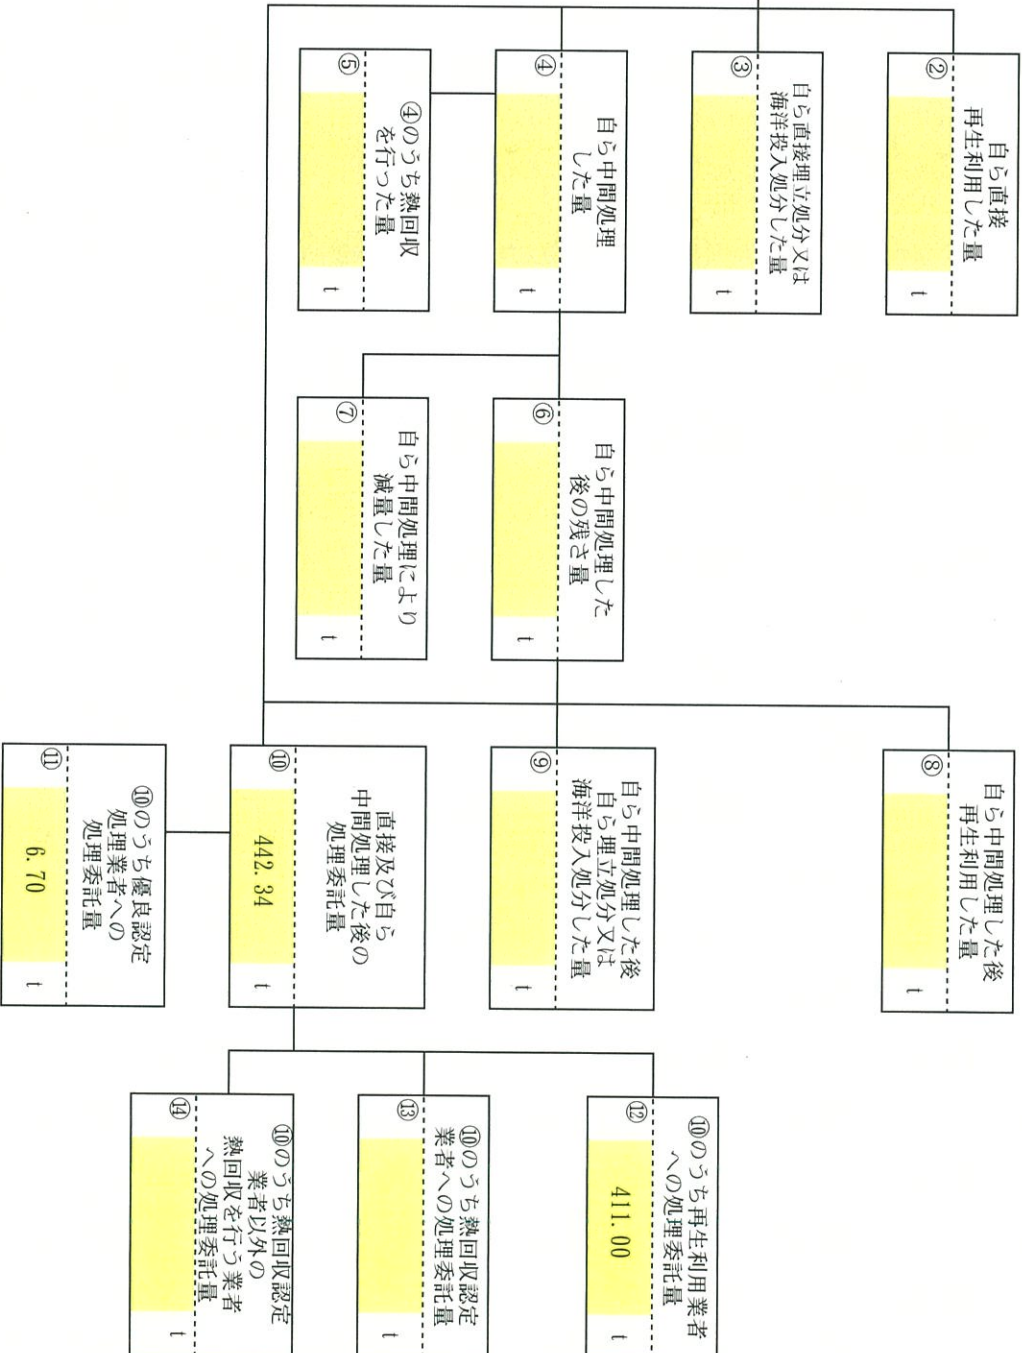 自ら直接
再生利用した量
②
t
自ら直接埋立処分又は
海洋投入処分した量
③
t
自ら中間処理
した量
④
t
④のうち熱回収
を行った量
⑤
t
自ら中間処理した
後の残さ量
⑥
t
自ら中間処理により
減量した量
⑦
t
自ら中間処理した後
再生利用した量
⑧
t
自ら中間処理した後
自ら埋立処分又は
海洋投入処分した量
⑨
t
直接及び自ら
中間処理した後の
処理委託量
⑩
442.34
t
⑩のうち優良認定
処理業者への
処理委託量
⑪
6.70
t
⑩のうち再生利用業者
への処理委託量
⑫
411.00
t
⑩のうち熱回収認定
業者への処理委託量
⑬
t
⑩のうち熱回収認定
業者以外の
熱回収を行う業者
への処理委託量
⑭
t